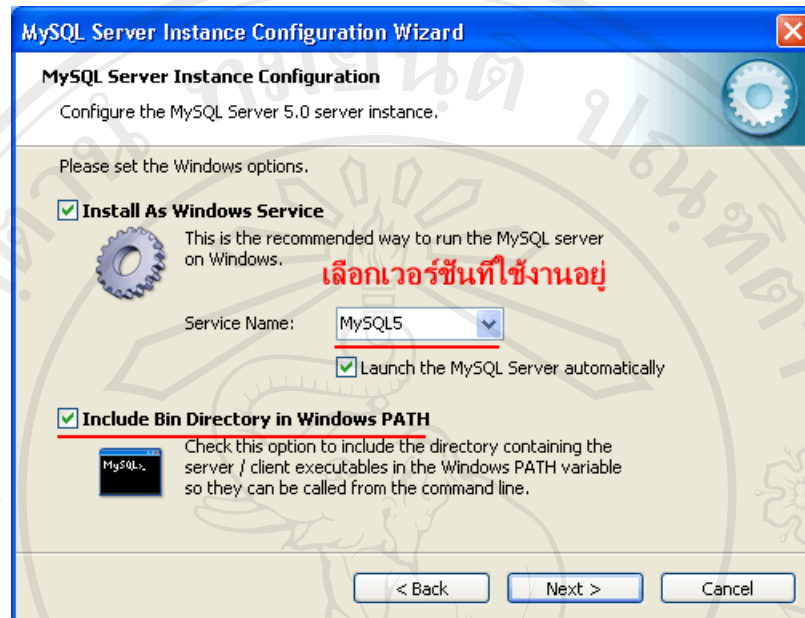 MySQL Server Instance Configuration Wizard
MySQL Server Instance Configuration
Configure the MySQL Server 5.0 server instance.
Please set the Windows options.
Install As Windows Service
This is the recommended way to run the MySQL server
on Windows.
เลือกเวอร์ชันที่ใช้งานอยู่
Service Name: MySQL5
Launch the MySQL Server automatically
Include Bin Directory in Windows PATH
MySQL>_
Check this option to include the directory containing the
server / client executables in the Windows PATH variable
so they can be called from the command line.
< Back Next > Cancel